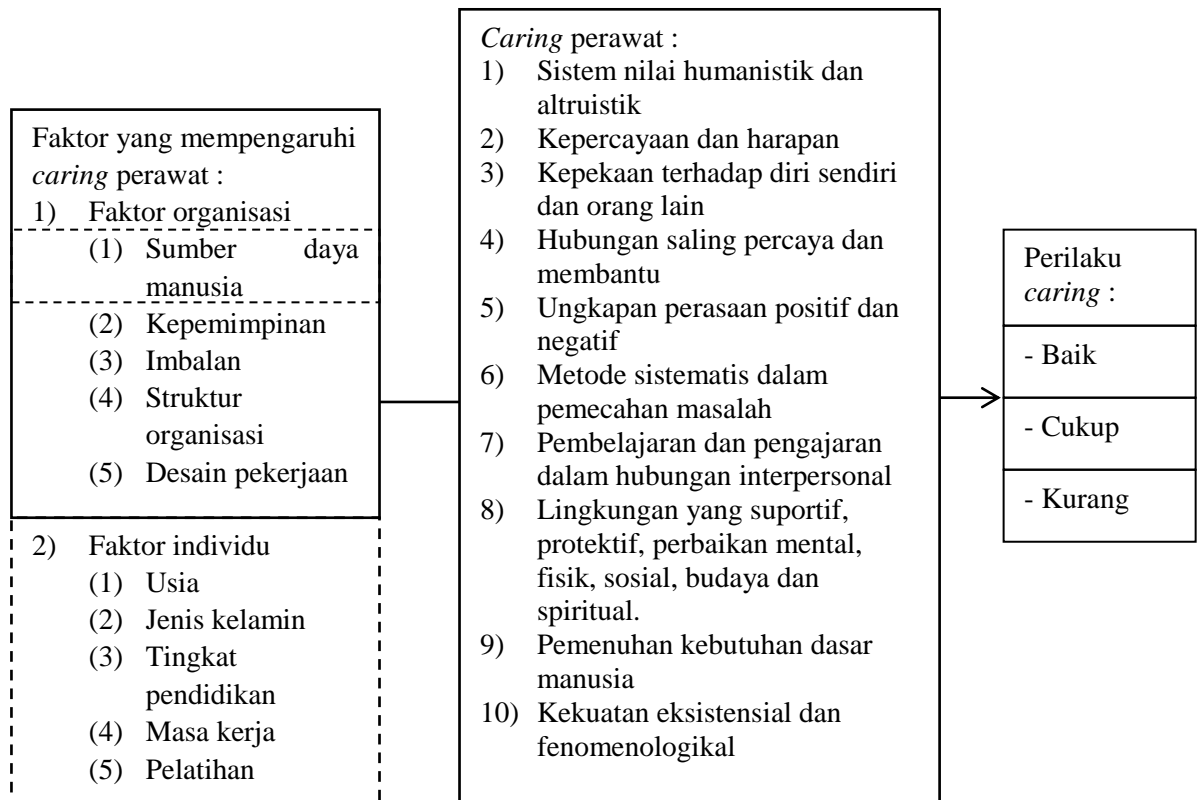 Faktor yang mempengaruhi
caring perawat :
1) Faktor organisasi
(1) Sumber daya
manusia
(2) Kepemimpinan
(3) Imbalan
(4) Struktur
organisasi
(5) Desain pekerjaan
2) Faktor individu
(1) Usia
(2) Jenis kelamin
(3) Tingkat
pendidikan
(4) Masa kerja
(5) Pelatihan
Caring perawat :
1) Sistem nilai humanistik dan
altruistik
2) Kepercayaan dan harapan
3) Kepekaan terhadap diri sendiri
dan orang lain
4) Hubungan saling percaya dan
membantu
5) Ungkapan perasaan positif dan
negatif
6) Metode sistematis dalam
pemecahan masalah
7) Pembelajaran dan pengajaran
dalam hubungan interpersonal
8) Lingkungan yang suportif,
protektif, perbaikan mental,
fisik, sosial, budaya dan
spiritual.
9) Pemenuhan kebutuhan dasar
manusia
10) Kekuatan eksistensial dan
fenomenologikal
Perilaku
caring :
- Baik
- Cukup
- Kurang